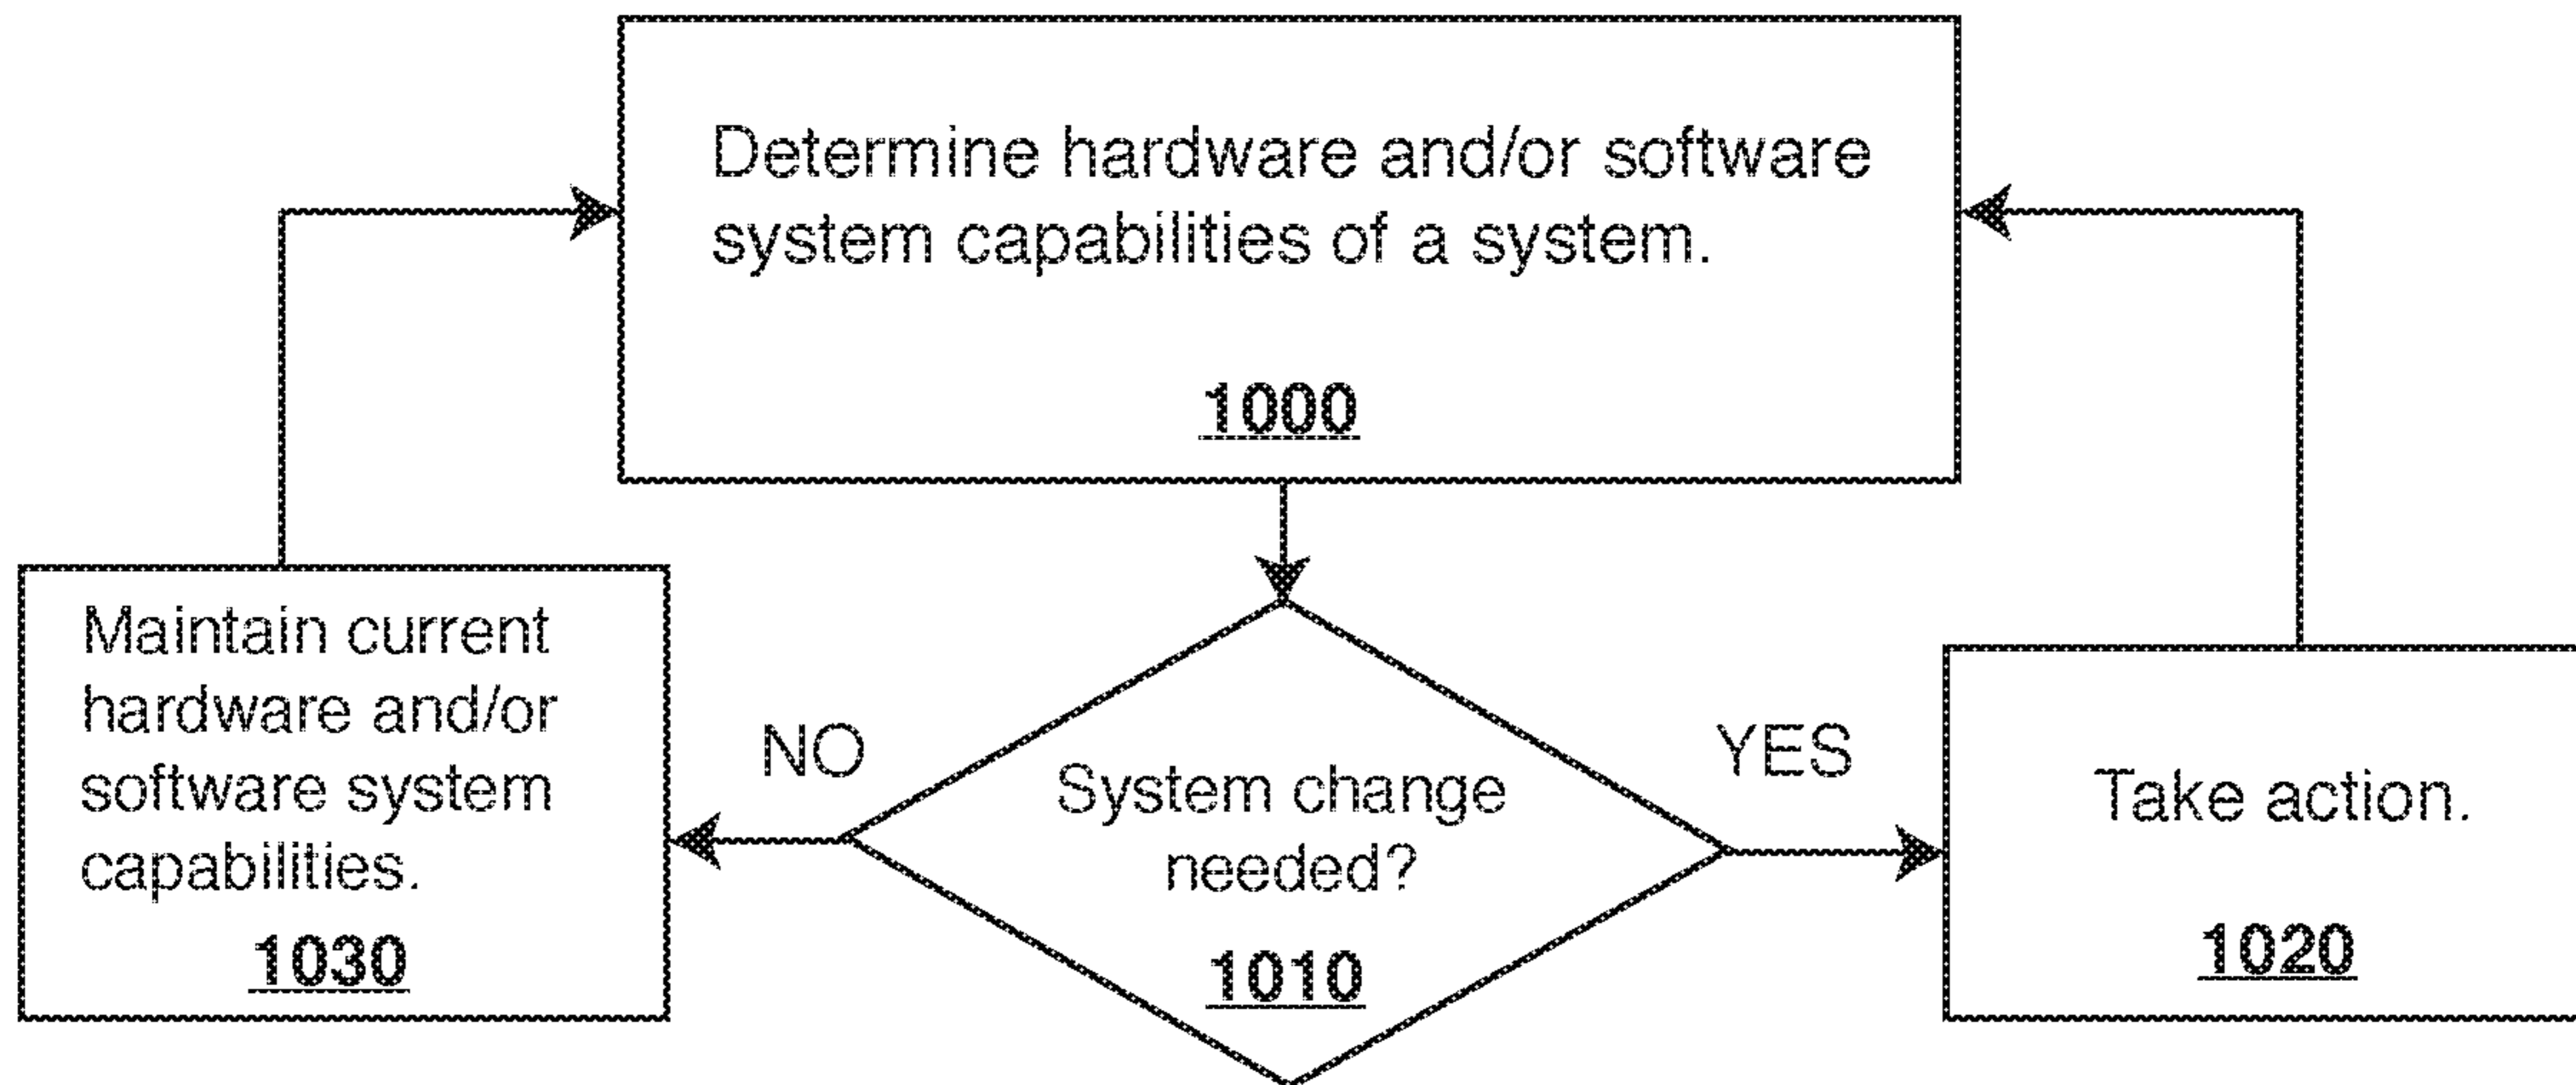 Determine hardware and/or software
system capabilities of a system.
1000
Maintain current
hardware and/or
software system
capabilities.
1030
NO
System change
needed?
1010
YES
Take action.
1020